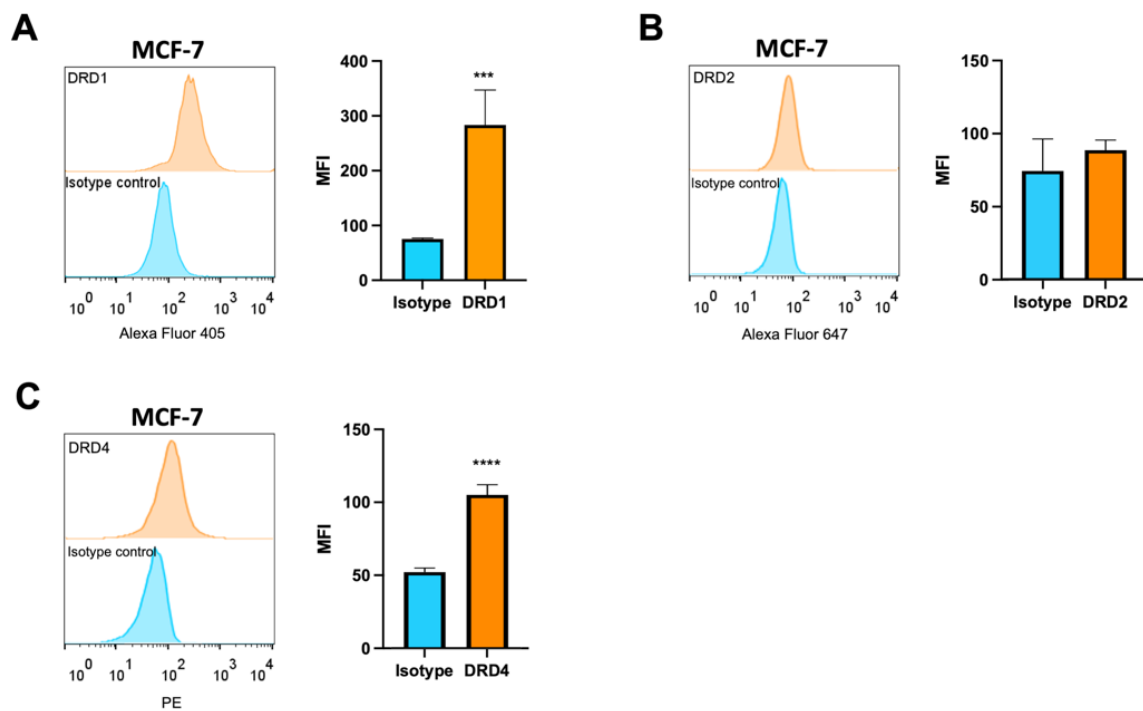 A
MCF-7
DRD1
Isotype control
10^0 10^1 10^2 10^3 10^4
Alexa Fluor 405
MFI
400
300
200
100
0
***
Isotype DRD1
B
MCF-7
DRD2
Isotype control
10^0 10^1 10^2 10^3 10^4
Alexa Fluor 647
MFI
150
100
50
0
Isotype DRD2
C
MCF-7
DRD4
Isotype control
10^0 10^1 10^2 10^3 10^4
PE
MFI
150
100
50
0
****
Isotype DRD4